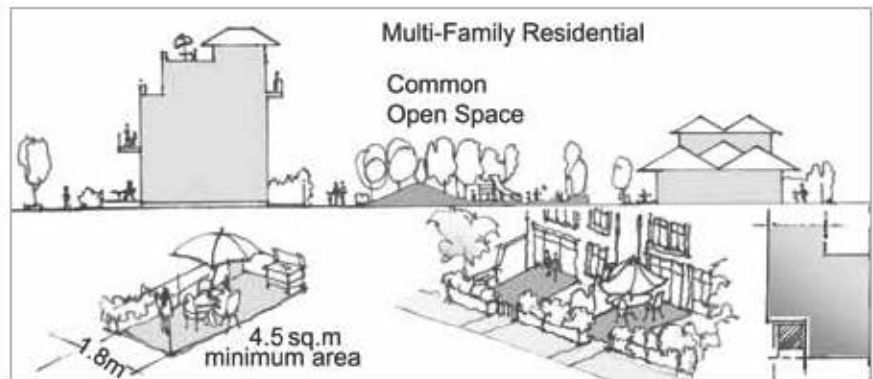 Multi-Family Residential
Common
Open Space
1.8m
4.5 sq.m
minimum area